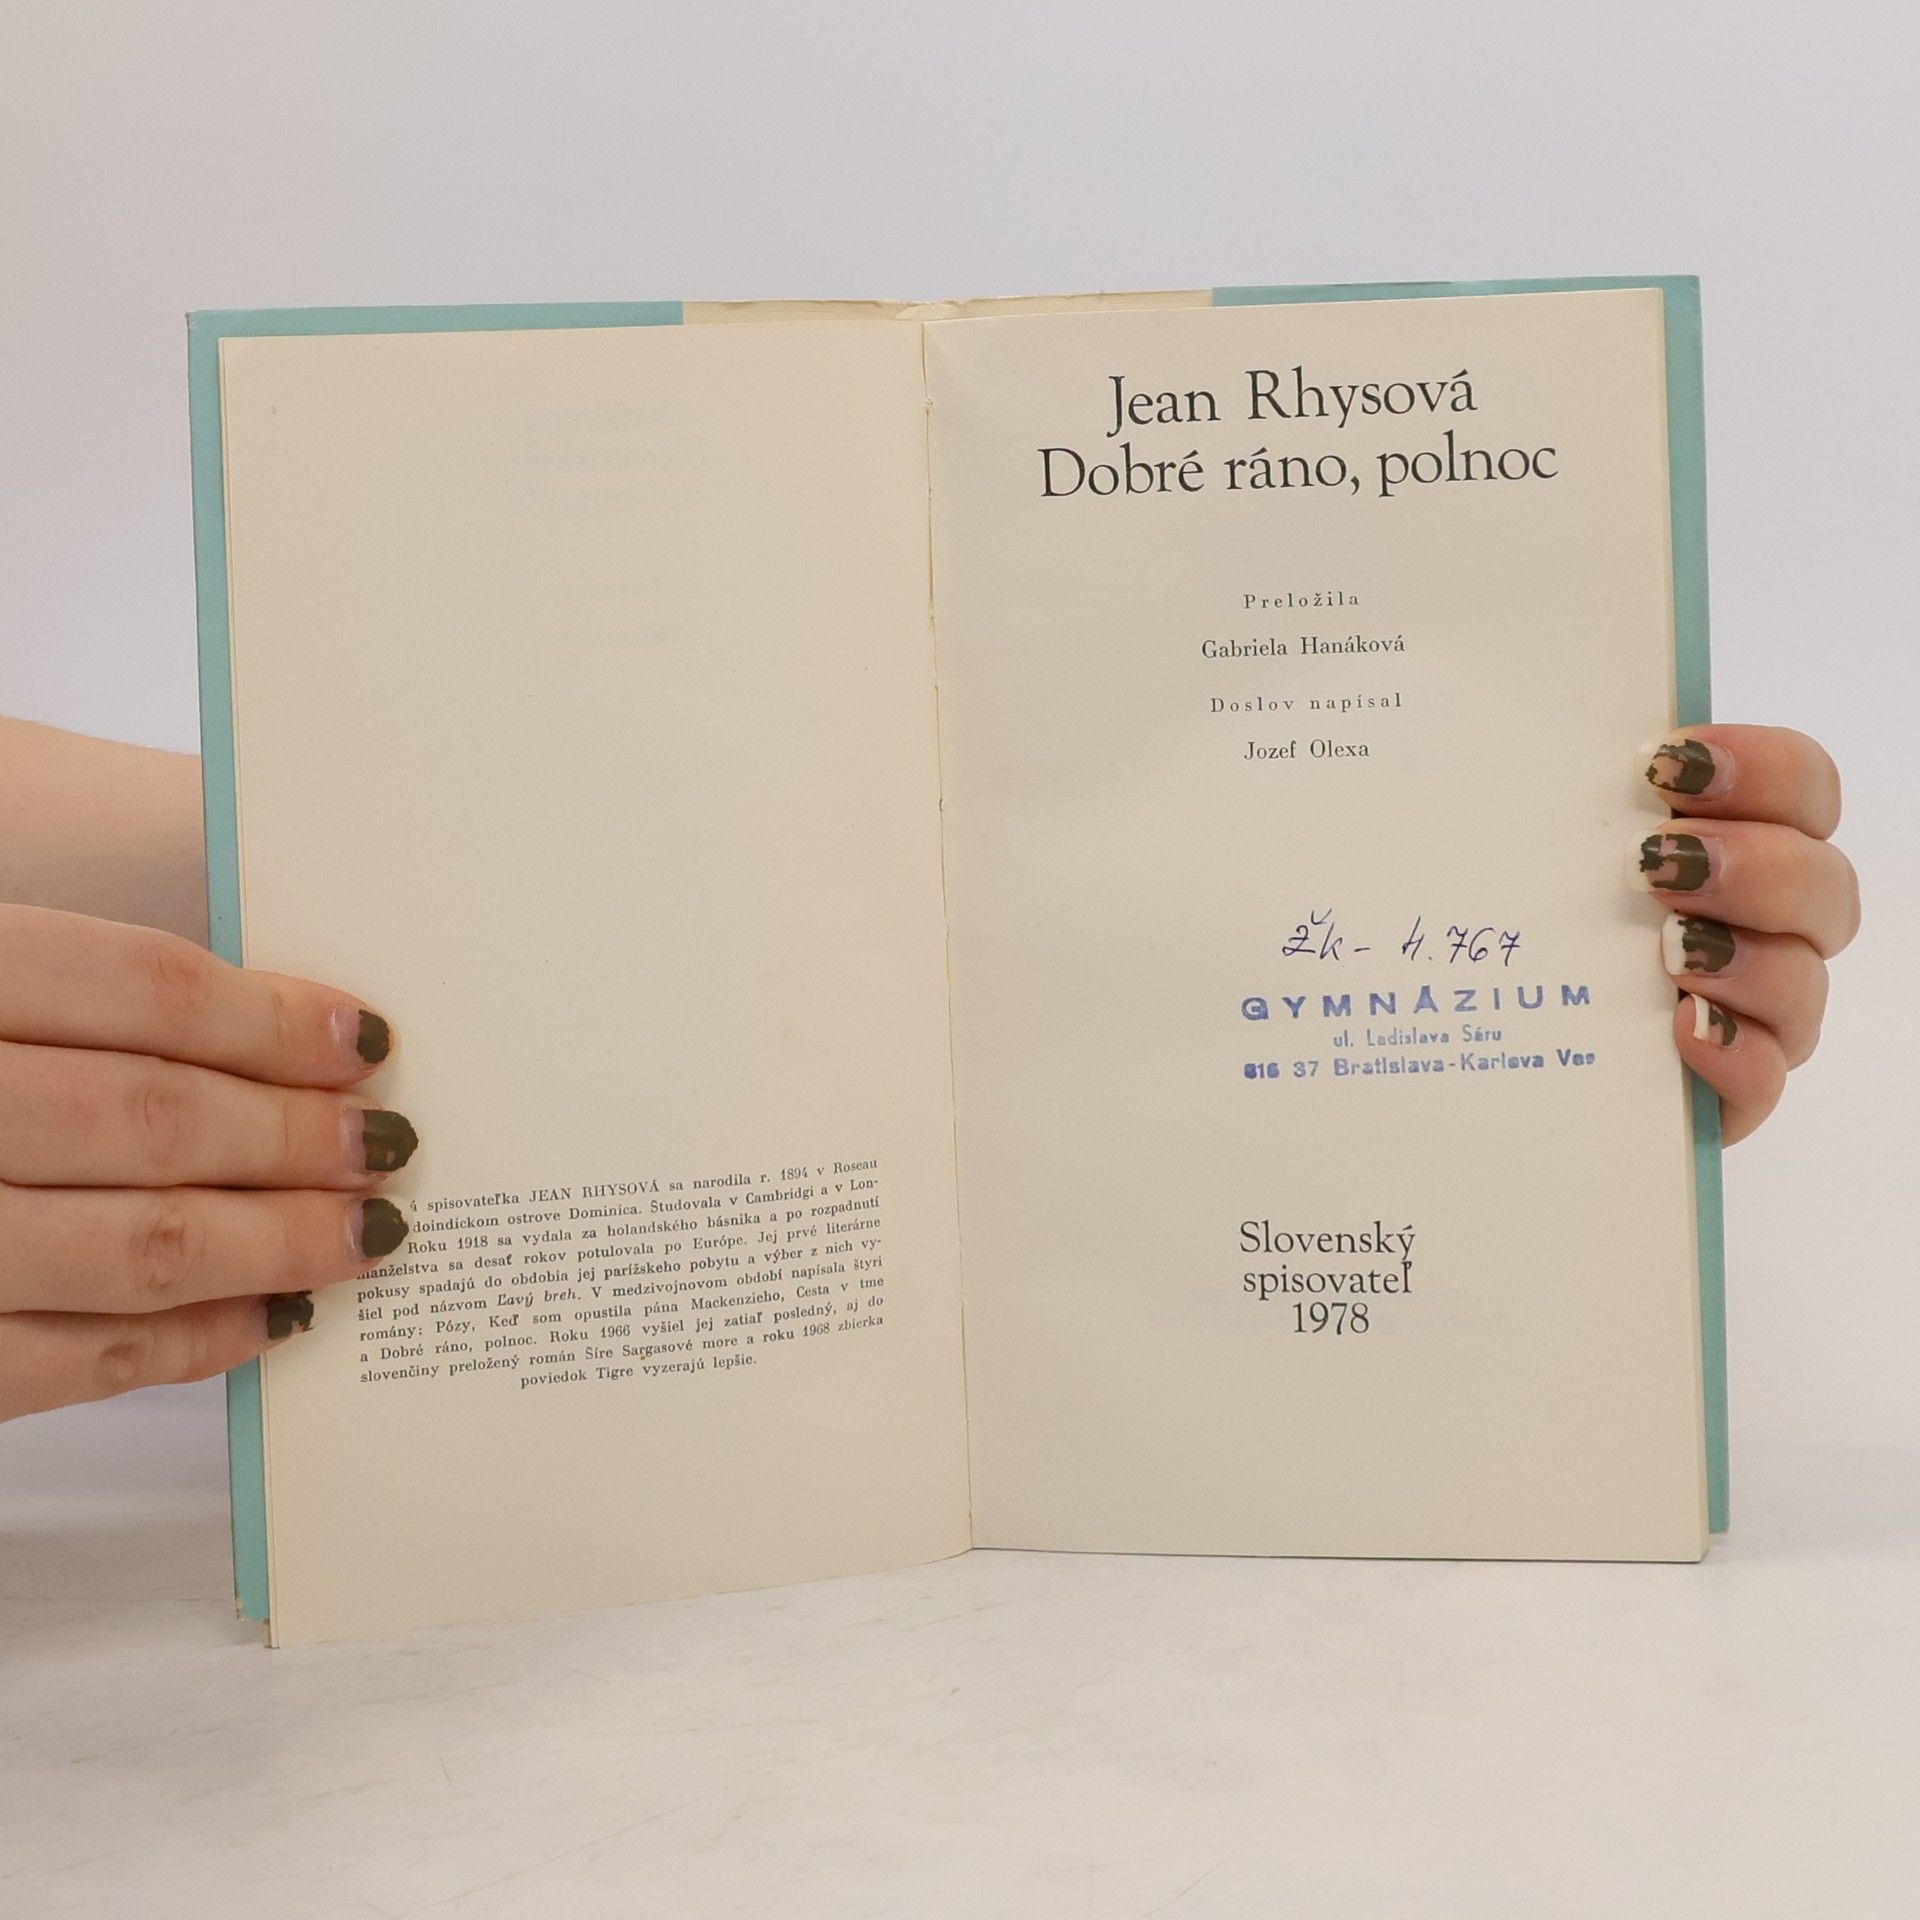 á spisovateľka JEAN RHYSOVÁ sa narodila r. 1894 v Roseau
doindickom ostrove Dominica. Študovala v Cambridgi a v Lon-
Roku 1918 sa vydala za holandského básnika a po rozpadnutí
manželstva sa desať rokov potulovala po Európe. Jej prvé literárne
pokusy spadajú do obdobia jej parížskeho pobytu a výber z nich vy-
šiel pod názvom Ľavý breh. V medzivojnovom období napísala štyri
romány: Pózy, Keď som opustila pána Mackenzieho, Cesta v tme
a Dobré ráno, polnoc. Roku 1966 vyšiel jej zatiaľ posledný, aj do
slovenčiny preložený román Šíre Sargasové more a roku 1968 zbierka
poviedok Tigre vyzerajú lepšie.
Jean Rhysová
Dobré ráno, polnoc
Preložila
Gabriela Hanáková
Doslov napísal
Jozef Olexa
žk - 4.767
GYMNÁZIUM
ul. Ladislava Sáru
816 37 Bratislava-Karlova Ves
Slovenský
spisovateľ
1978